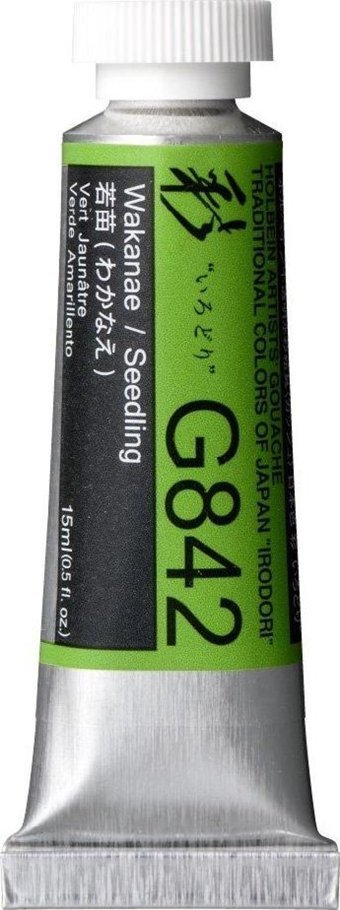 HOLBEIN ARTISTS GOUACHE
TRADITIONAL COLORS OF JAPAN "IRODORI"
彩
"いろどり"
G842
Wakanae / Seedling
若苗 ( わかなえ )
Vert Jaunâtre
Verde Amarillento
15ml(0.5 fl. oz.)